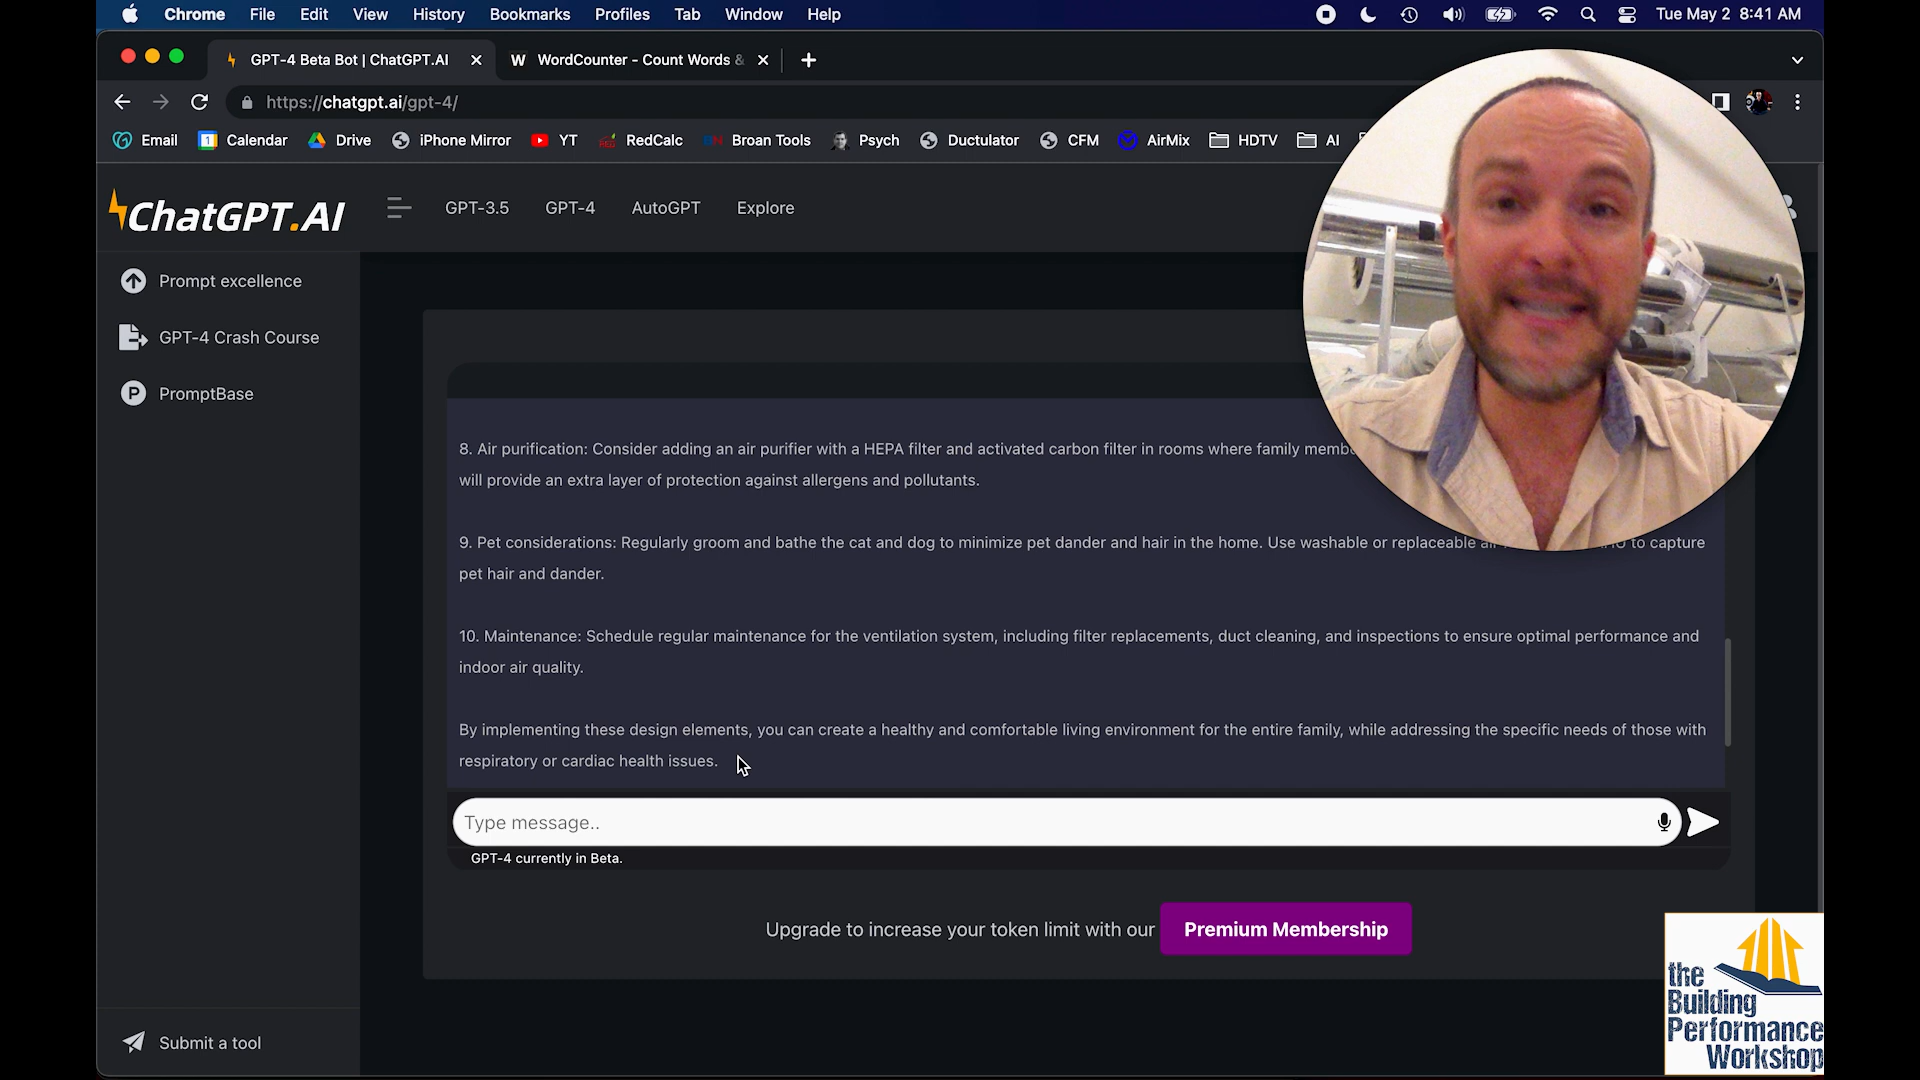 Chrome File Edit View History Bookmarks Profiles Tab Window Help
Tue May 2 8:41 AM
GPT-4 Beta Bot | ChatGPT.AI
W WordCounter - Count Words &
https://chatgpt.ai/gpt-4/
Email Calendar Drive iPhone Mirror YT RedCalc Broan Tools Psych Ductulator CFM AirMix HDTV AI
ChatGPT.AI
GPT-3.5 GPT-4 AutoGPT Explore
Prompt excellence
GPT-4 Crash Course
P PromptBase
8. Air purification: Consider adding an air purifier with a HEPA filter and activated carbon filter in rooms where family
will provide an extra layer of protection against allergens and pollutants.
9. Pet considerations: Regularly groom and bathe the cat and dog to minimize pet dander and hair in the home. Use washable or replaceable to capture
pet hair and dander.
10. Maintenance: Schedule regular maintenance for the ventilation system, including filter replacements, duct cleaning, and inspections to ensure optimal performance and
indoor air quality.
By implementing these design elements, you can create a healthy and comfortable living environment for the entire family, while addressing the specific needs of those with
respiratory or cardiac health issues.
Type message..
GPT-4 currently in Beta.
Upgrade to increase your token limit with our Premium Membership
Submit a tool
the
Building
Performance
Workshop